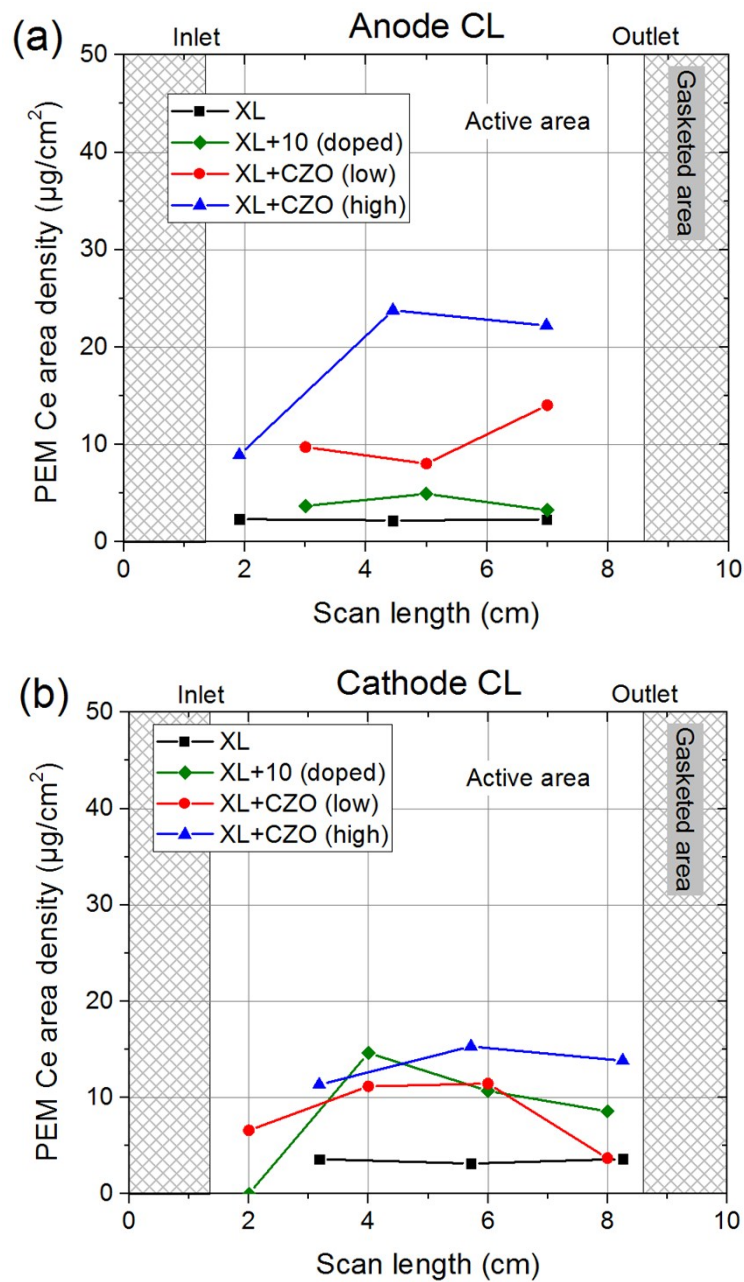 (a)
Inlet
Anode CL
Outlet
XL
XL+10 (doped)
XL+CZO (low)
XL+CZO (high)
Active area
Gasketed area
PEM Ce area density (µg/cm²)
50
40
30
20
10
0
0 2 4 6 8 10
Scan length (cm)
(b)
Inlet
Cathode CL
Outlet
XL
XL+10 (doped)
XL+CZO (low)
XL+CZO (high)
Active area
Gasketed area
PEM Ce area density (µg/cm²)
50
40
30
20
10
0
0 2 4 6 8 10
Scan length (cm)